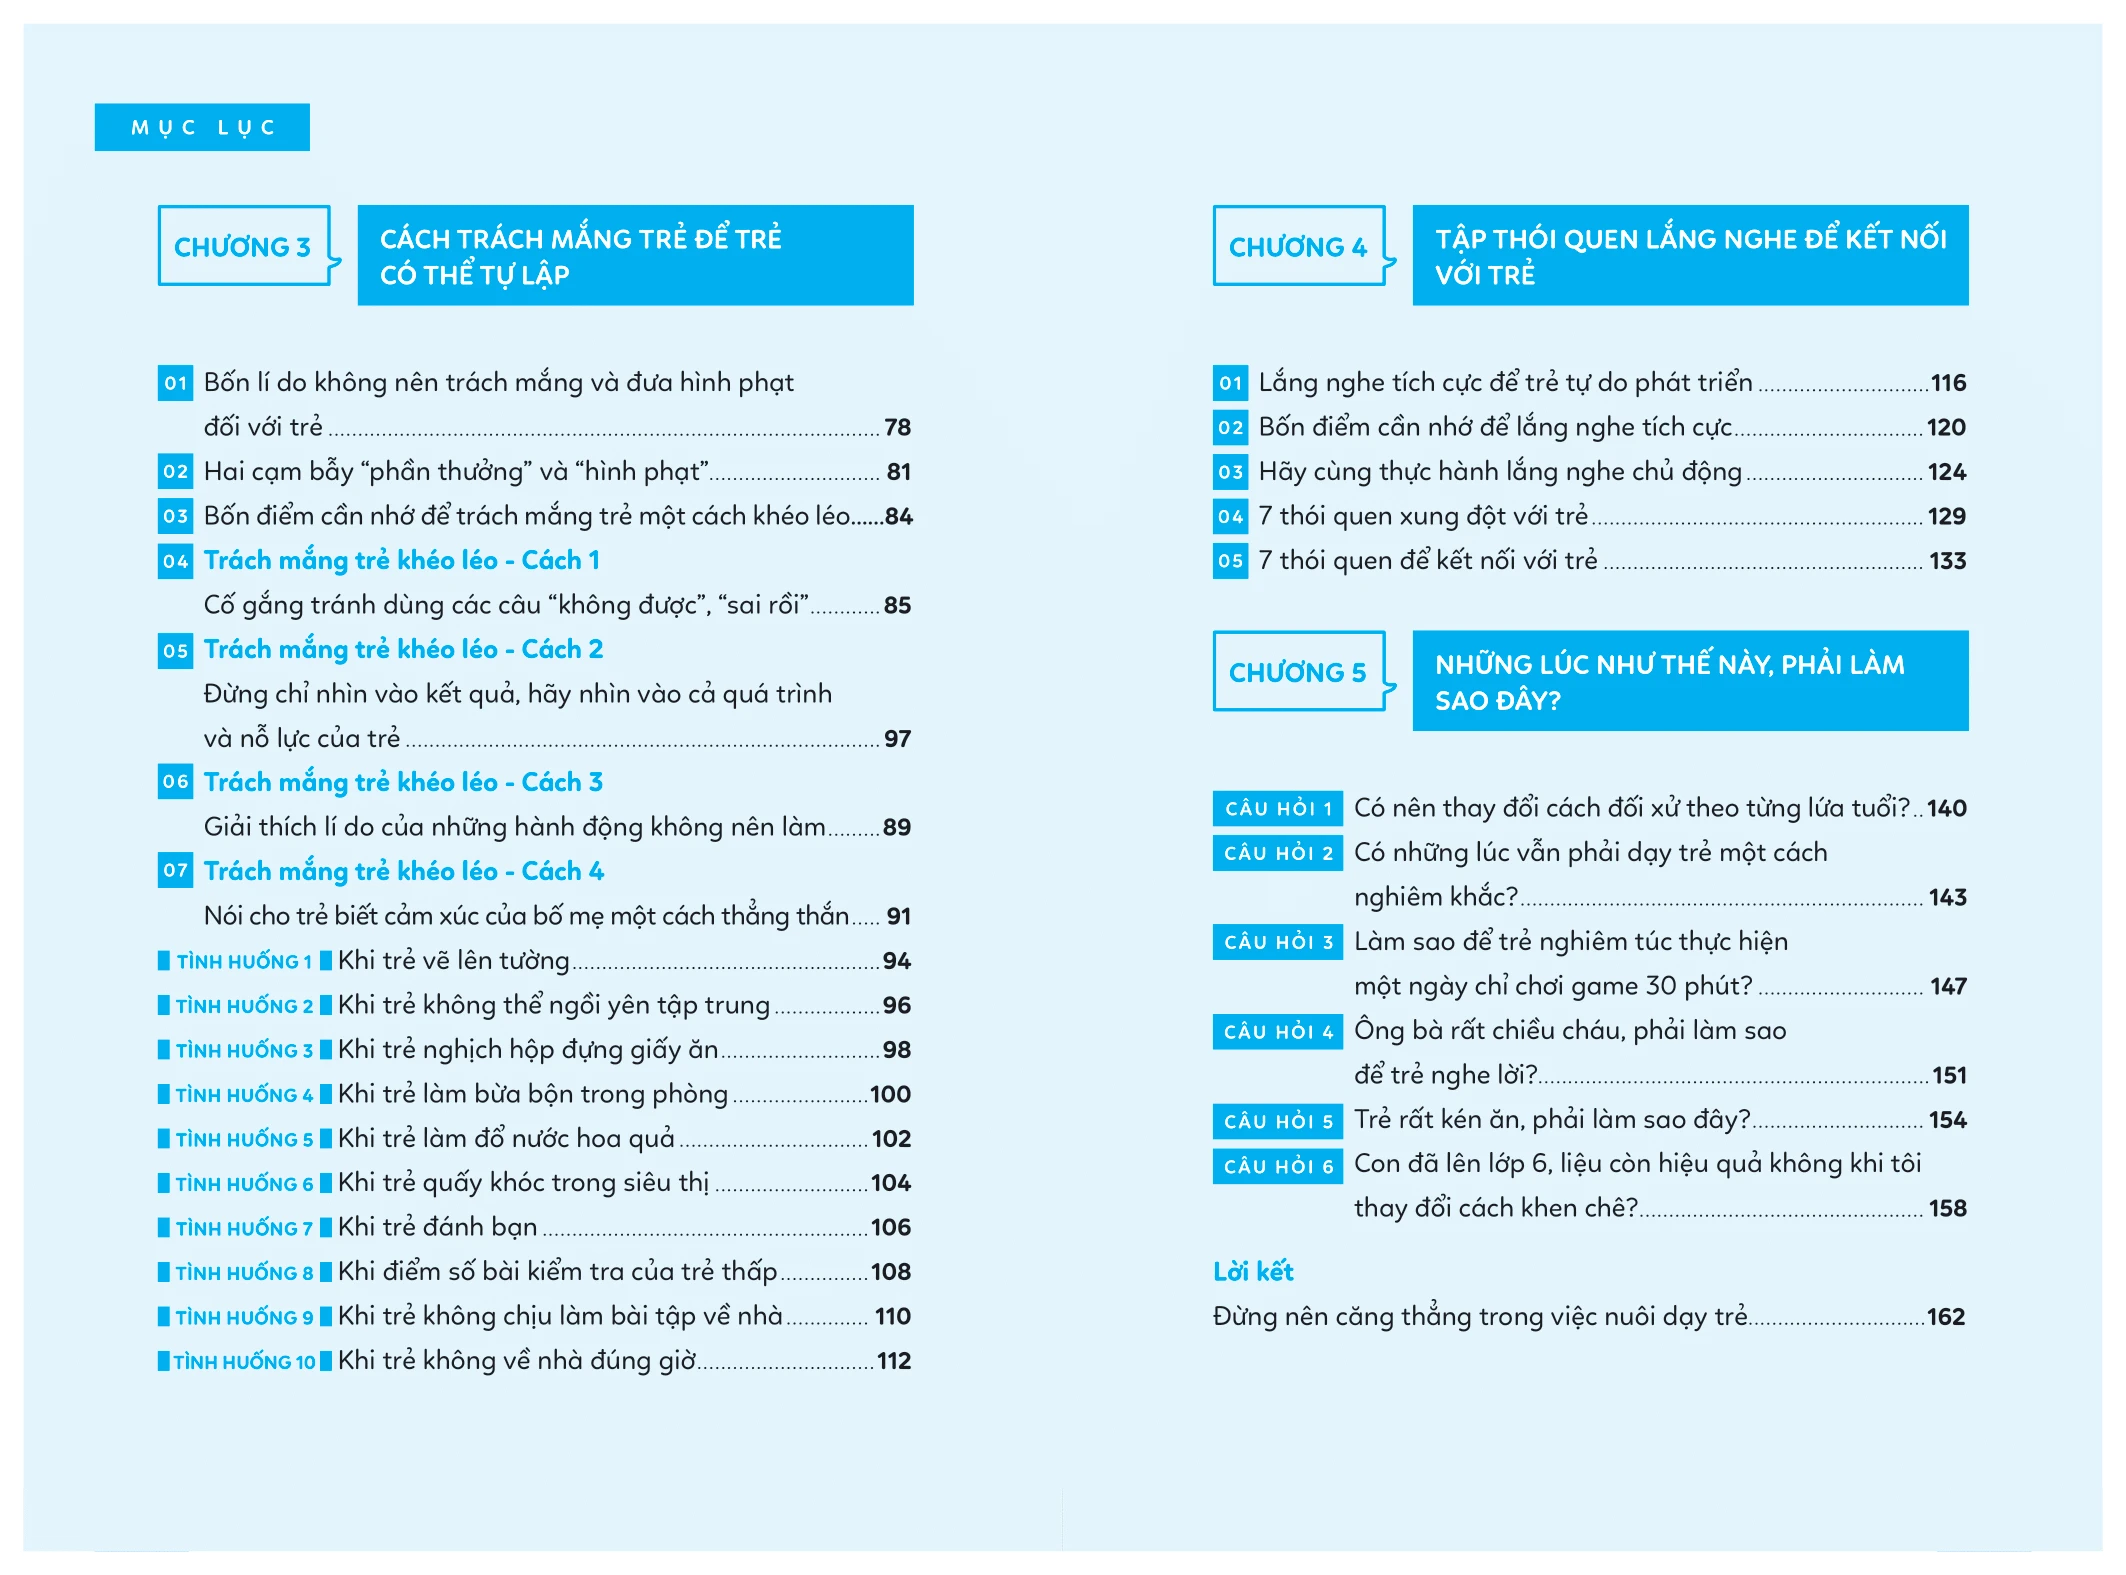 MỤC LỤC
CHƯƠNG 3
CÁCH TRÁCH MẮNG TRẺ ĐỂ TRẺ
CÓ THỂ TỰ LẬP
01 Bốn lí do không nên trách mắng và đưa hình phạt
đối với trẻ 78
02 Hai cạm bẫy “phần thưởng” và “hình phạt” 81
03 Bốn điểm cần nhớ để trách mắng trẻ một cách khéo léo 84
04 Trách mắng trẻ khéo léo - Cách 1
Cố gắng tránh dùng các câu “không được”, “sai rồi” 85
05 Trách mắng trẻ khéo léo - Cách 2
Đừng chỉ nhìn vào kết quả, hãy nhìn vào cả quá trình
và nỗ lực của trẻ 97
06 Trách mắng trẻ khéo léo - Cách 3
Giải thích lí do của những hành động không nên làm 89
07 Trách mắng trẻ khéo léo - Cách 4
Nói cho trẻ biết cảm xúc của bố mẹ một cách thẳng thắn 91
TÌNH HUỐNG 1 Khi trẻ vẽ lên tường 94
TÌNH HUỐNG 2 Khi trẻ không thể ngồi yên tập trung 96
TÌNH HUỐNG 3 Khi trẻ nghịch hộp đựng giấy ăn 98
TÌNH HUỐNG 4 Khi trẻ làm bừa bộn trong phòng 100
TÌNH HUỐNG 5 Khi trẻ làm đổ nước hoa quả 102
TÌNH HUỐNG 6 Khi trẻ quấy khóc trong siêu thị 104
TÌNH HUỐNG 7 Khi trẻ đánh bạn 106
TÌNH HUỐNG 8 Khi điểm số bài kiểm tra của trẻ thấp 108
TÌNH HUỐNG 9 Khi trẻ không chịu làm bài tập về nhà 110
TÌNH HUỐNG 10 Khi trẻ không về nhà đúng giờ 112
CHƯƠNG 4
TẬP THÓI QUEN LẮNG NGHE ĐỂ KẾT NỐI
VỚI TRẺ
01 Lắng nghe tích cực để trẻ tự do phát triển 116
02 Bốn điểm cần nhớ để lắng nghe tích cực 120
03 Hãy cùng thực hành lắng nghe chủ động 124
04 7 thói quen xung đột với trẻ 129
05 7 thói quen để kết nối với trẻ 133
CHƯƠNG 5
NHỮNG LÚC NHƯ THẾ NÀY, PHẢI LÀM
SAO ĐÂY?
CÂU HỎI 1 Có nên thay đổi cách đối xử theo từng lứa tuổi? 140
CÂU HỎI 2 Có những lúc vẫn phải dạy trẻ một cách
nghiêm khắc? 143
CÂU HỎI 3 Làm sao để trẻ nghiêm túc thực hiện
một ngày chỉ chơi game 30 phút? 147
CÂU HỎI 4 Ông bà rất chiều cháu, phải làm sao
để trẻ nghe lời? 151
CÂU HỎI 5 Trẻ rất kén ăn, phải làm sao đây? 154
CÂU HỎI 6 Con đã lên lớp 6, liệu còn hiệu quả không khi tôi
thay đổi cách khen chê? 158
Lời kết
Đừng nên căng thẳng trong việc nuôi dạy trẻ 162